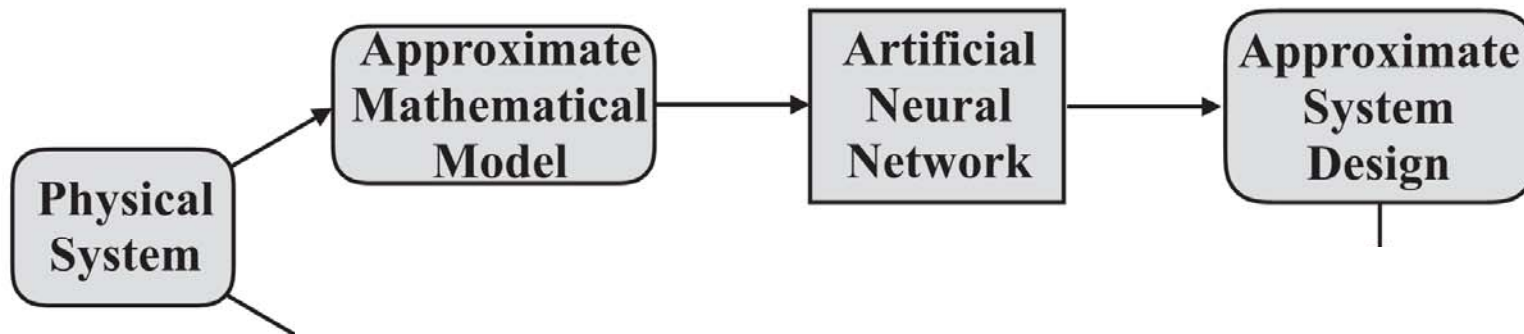 Physical
System
Approximate
Mathematical
Model
Artificial
Neural
Network
Approximate
System
Design